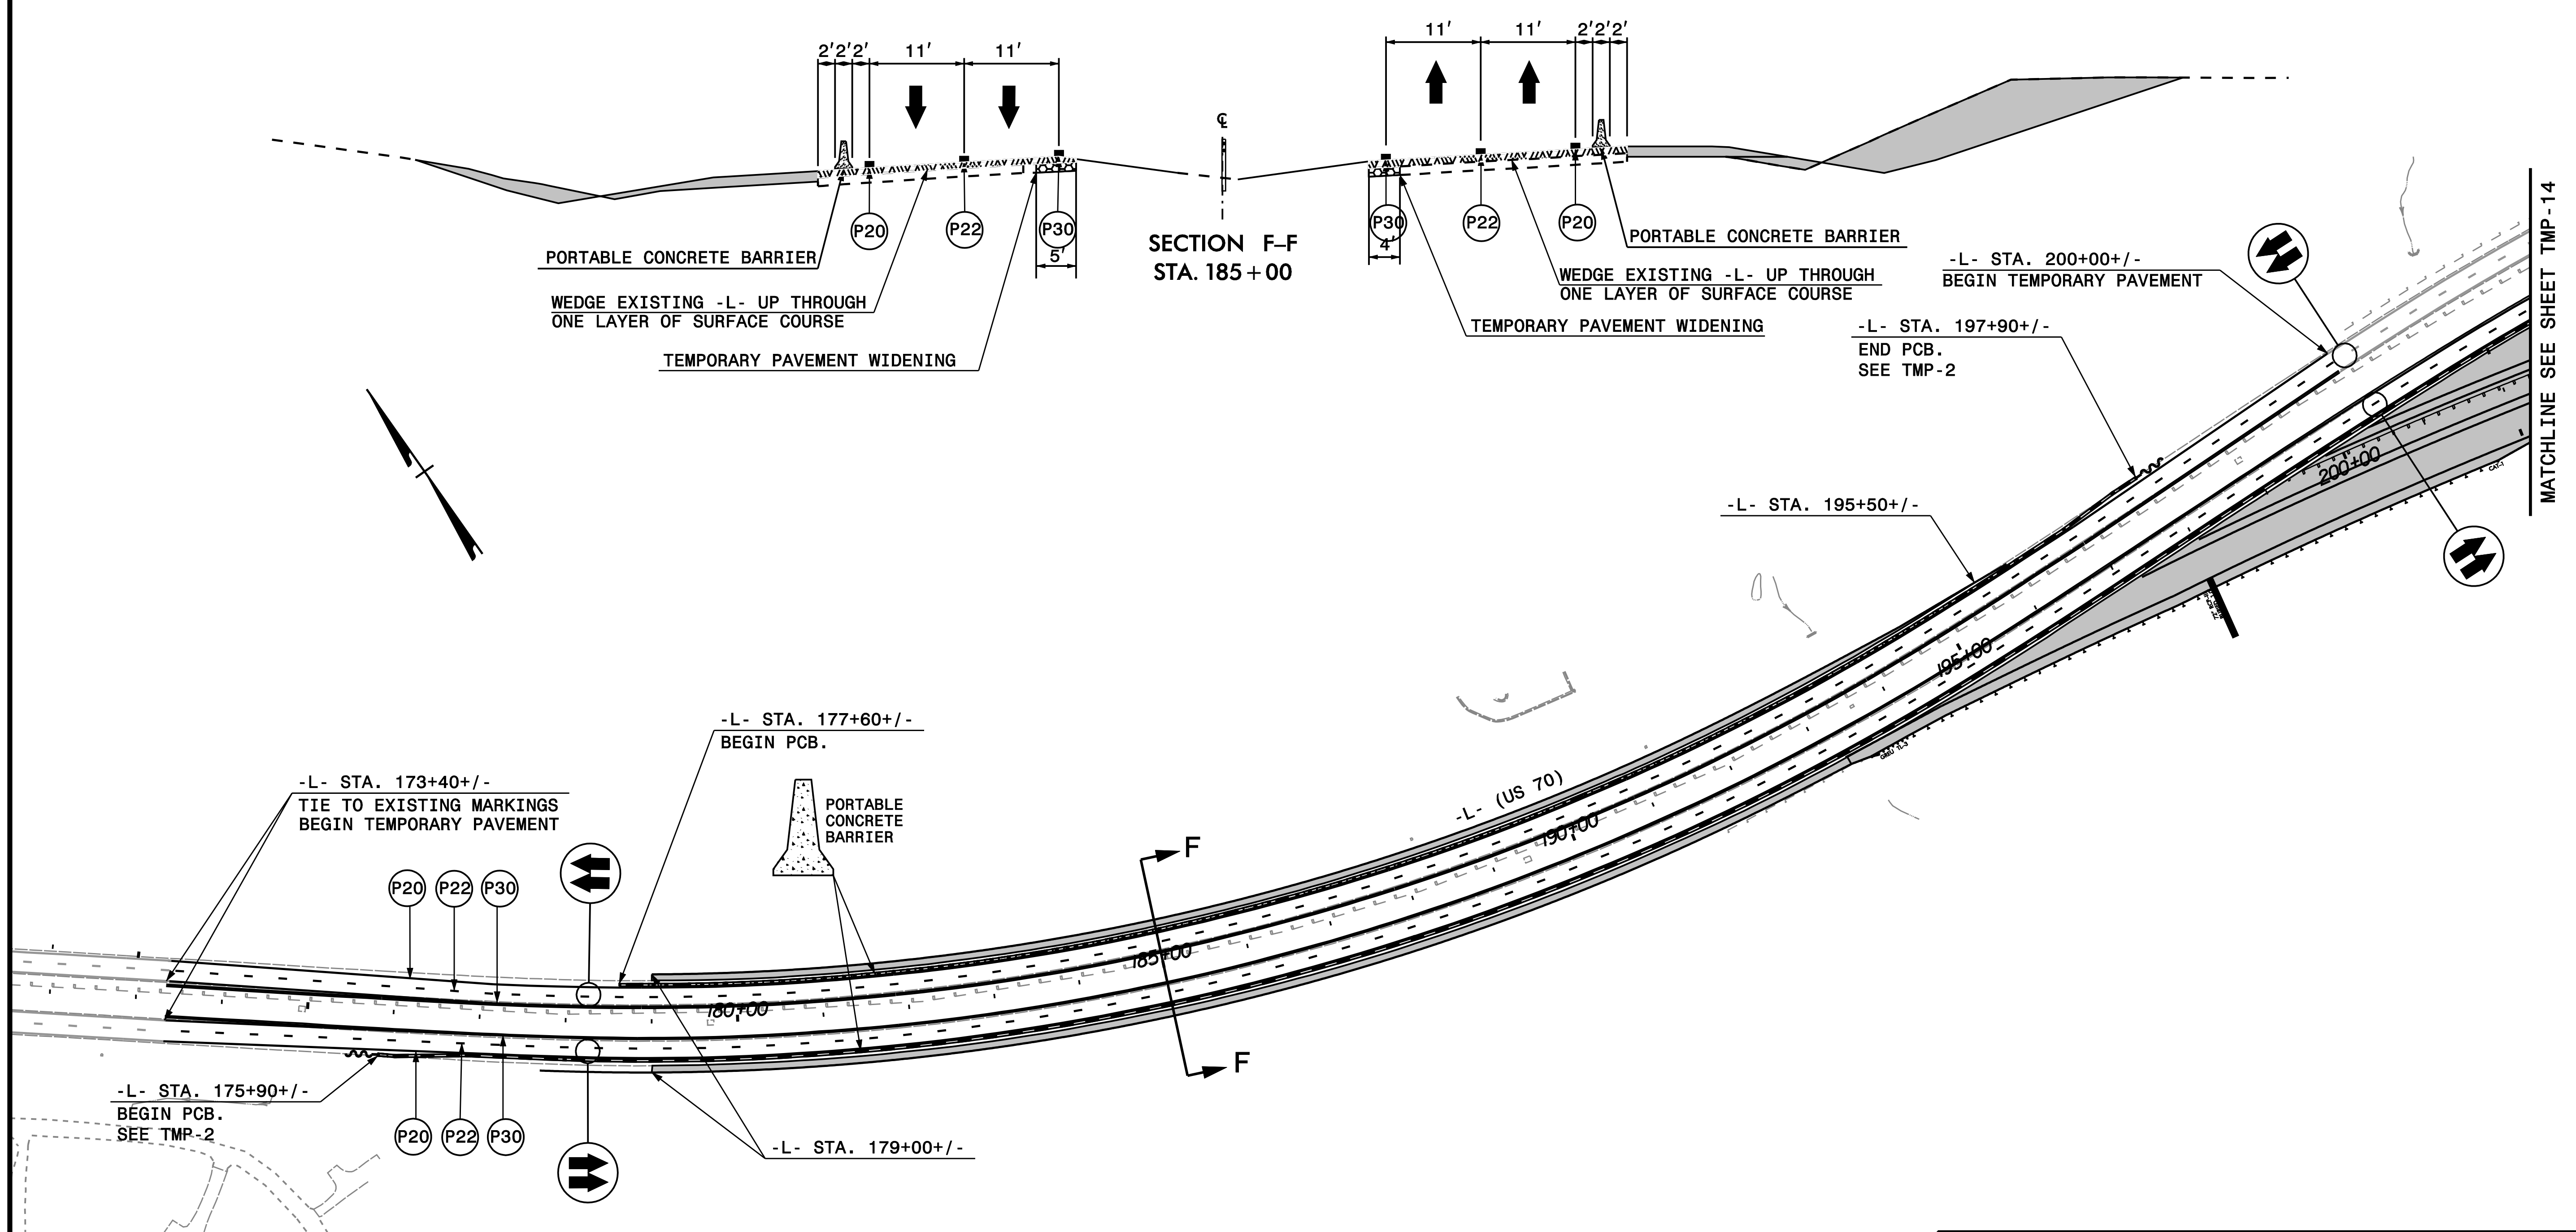 11' 11' 2' 2' 2'
2' 2' 2' 11' 11'
℄
P20 P22 P30
P30 P22 P20
5'
4'
SECTION F–F
STA. 185+00
PORTABLE CONCRETE BARRIER
WEDGE EXISTING -L- UP THROUGH
ONE LAYER OF SURFACE COURSE
TEMPORARY PAVEMENT WIDENING
PORTABLE CONCRETE BARRIER
WEDGE EXISTING -L- UP THROUGH
ONE LAYER OF SURFACE COURSE
TEMPORARY PAVEMENT WIDENING
-L- STA. 200+00+/-
BEGIN TEMPORARY PAVEMENT
-L- STA. 197+90+/-
END PCB.
SEE TMP-2
MATCHLINE SEE SHEET TMP-14
200+00
-L- STA. 195+50+/-
195+00
-L- (US 70)
190+00
-L- STA. 177+60+/-
BEGIN PCB.
PORTABLE
CONCRETE
BARRIER
-L- STA. 173+40+/-
TIE TO EXISTING MARKINGS
BEGIN TEMPORARY PAVEMENT
P20 P22 P30
F
185+00
180+00
F
-L- STA. 175+90+/-
BEGIN PCB.
SEE TMP-2
P20 P22 P30
-L- STA. 179+00+/-